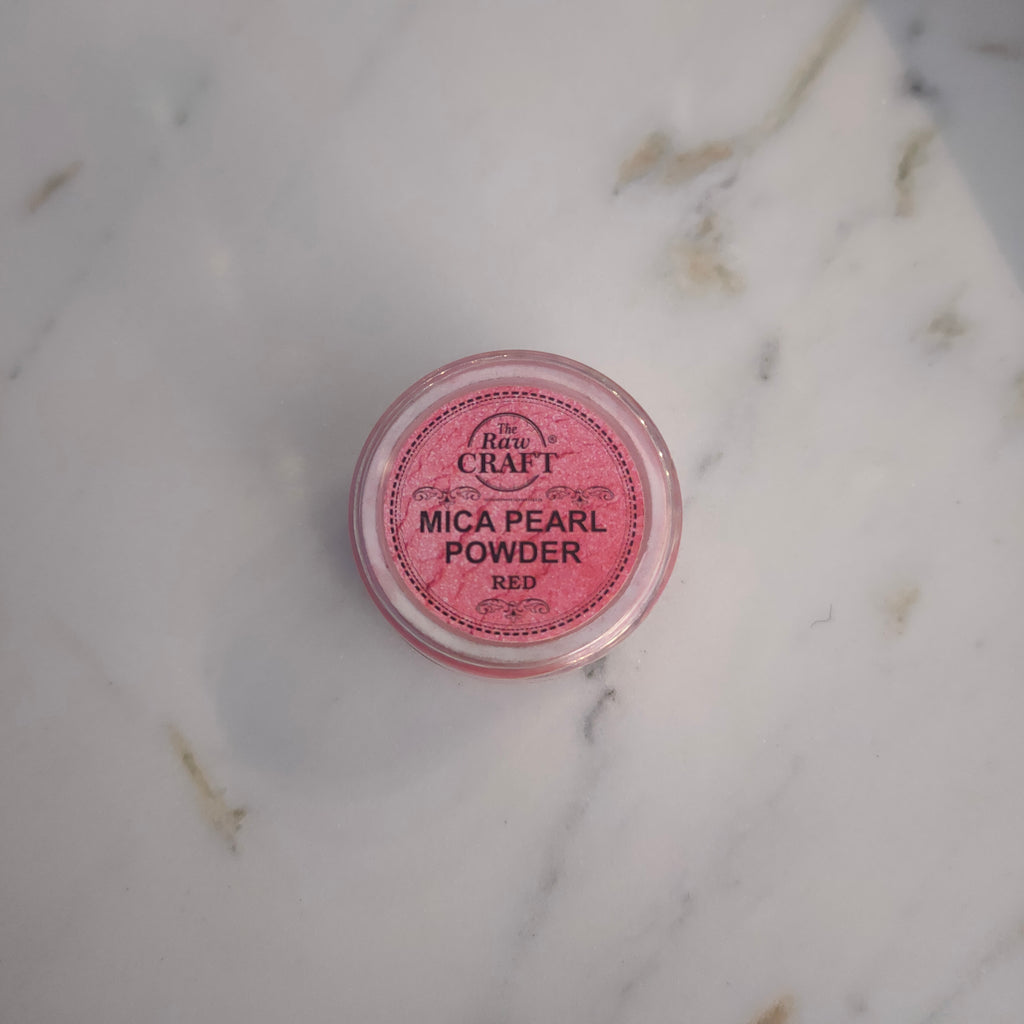 The
Raw ®
CRAFT
MICA PEARL
POWDER
RED